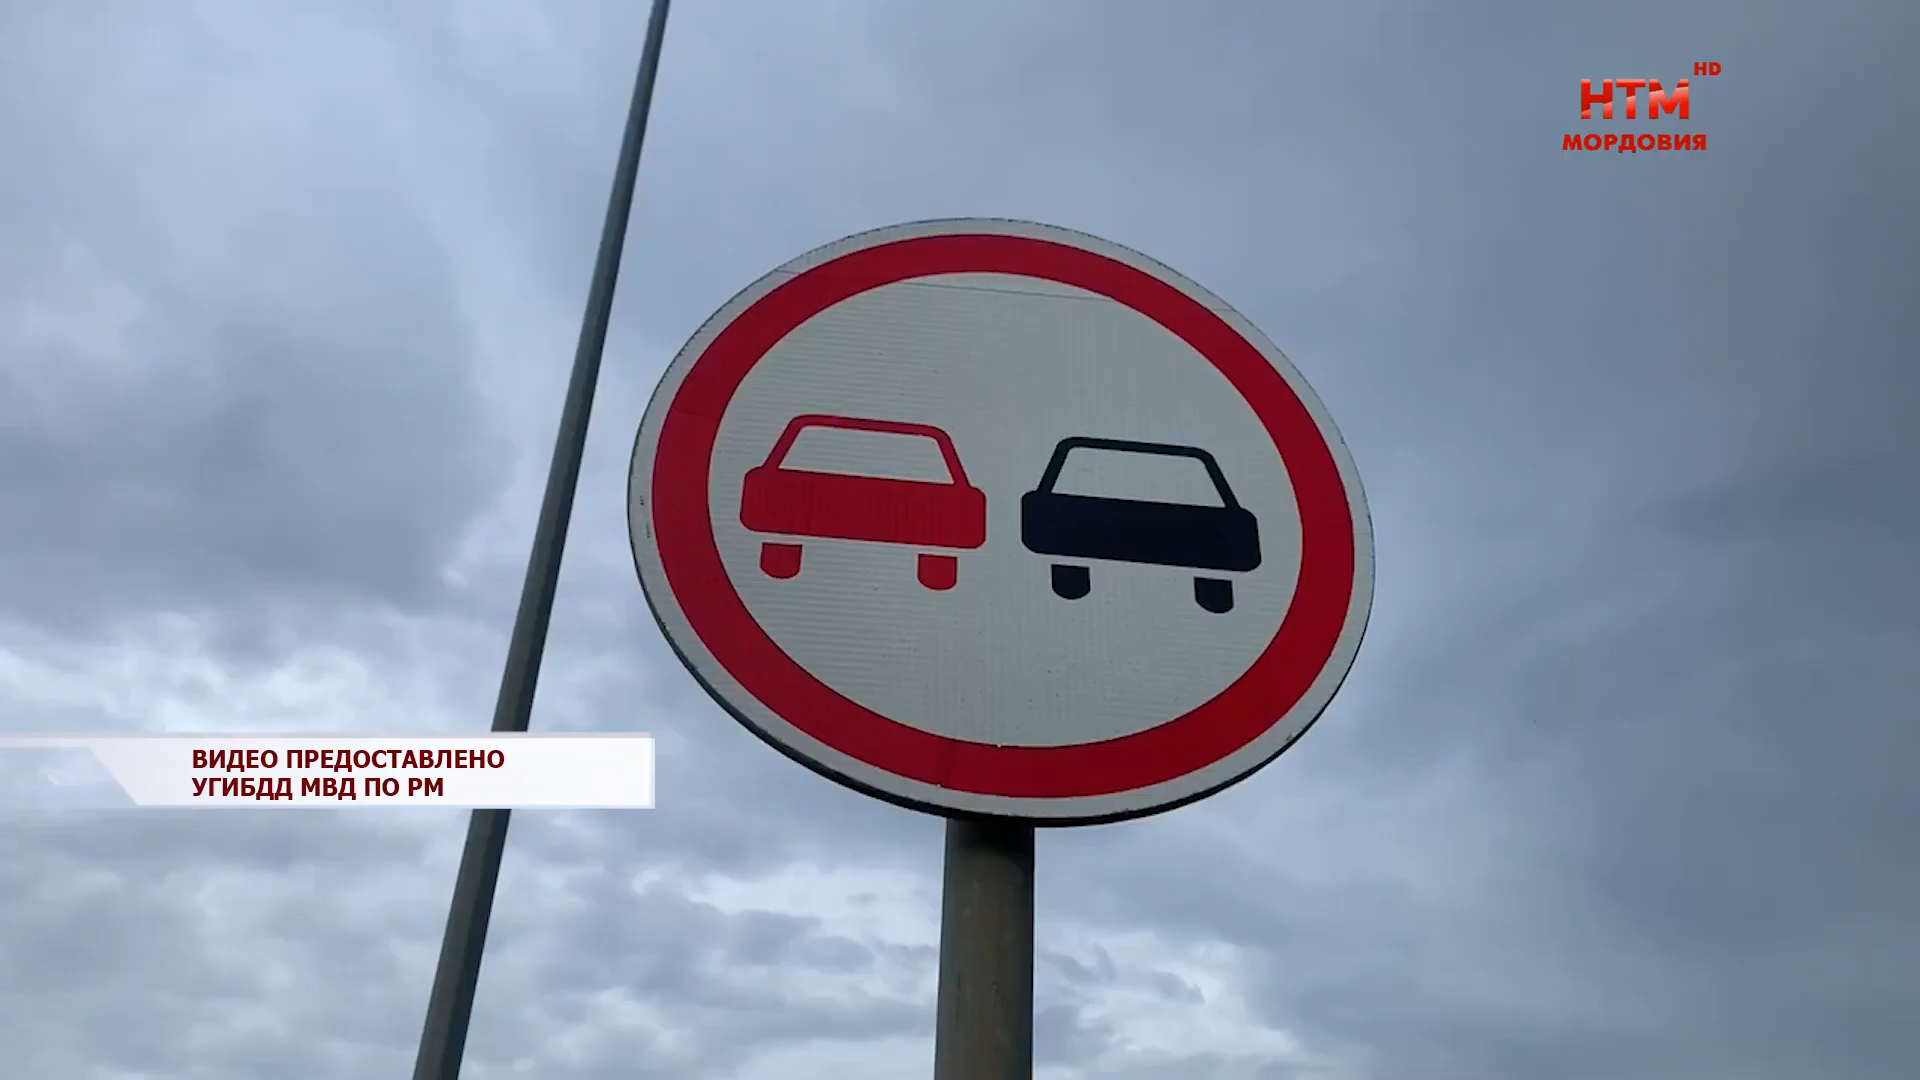 HD
НТМ
МОРДОВИЯ
ВИДЕО ПРЕДОСТАВЛЕНО
УГИБДД МВД ПО РМ